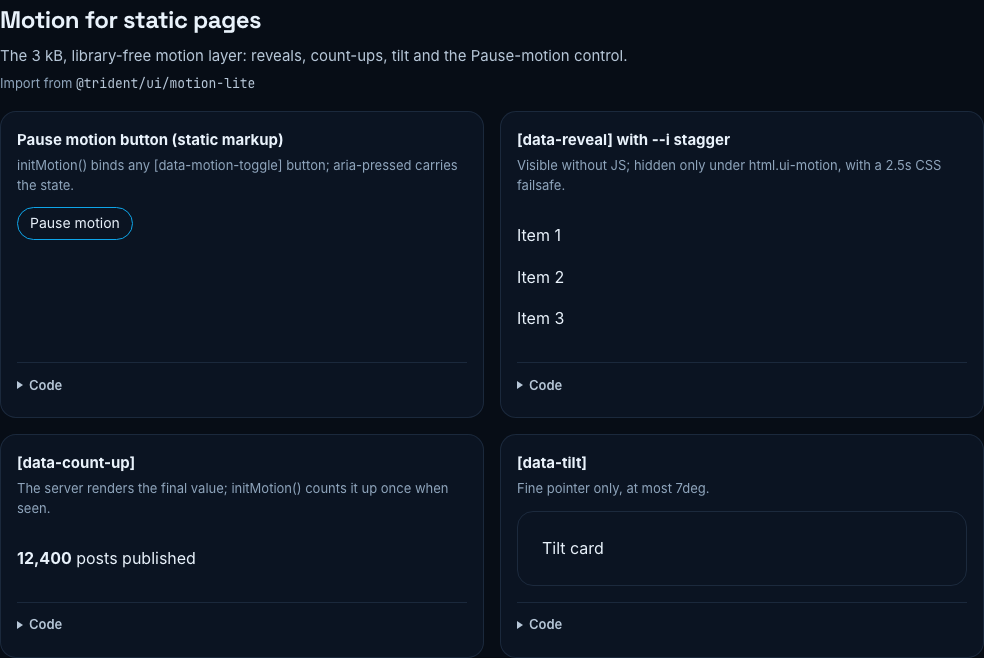 Motion for static pages
The 3 kB, library-free motion layer: reveals, count-ups, tilt and the Pause-motion control.
Import from @trident/ui/motion-lite
Pause motion button (static markup)
initMotion() binds any [data-motion-toggle] button; aria-pressed carries
the state.
Pause motion
Code
[data-reveal] with --i stagger
Visible without JS; hidden only under html.ui-motion, with a 2.5s CSS
failsafe.
Item 1
Item 2
Item 3
Code
[data-count-up]
The server renders the final value; initMotion() counts it up once when
seen.
12,400 posts published
Code
[data-tilt]
Fine pointer only, at most 7deg.
Tilt card
Code